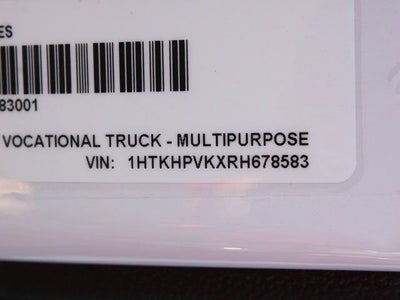 ES
83001
VOCATIONAL TRUCK - MULTIPURPOSE
VIN: 1HTKHPVKXRH678583